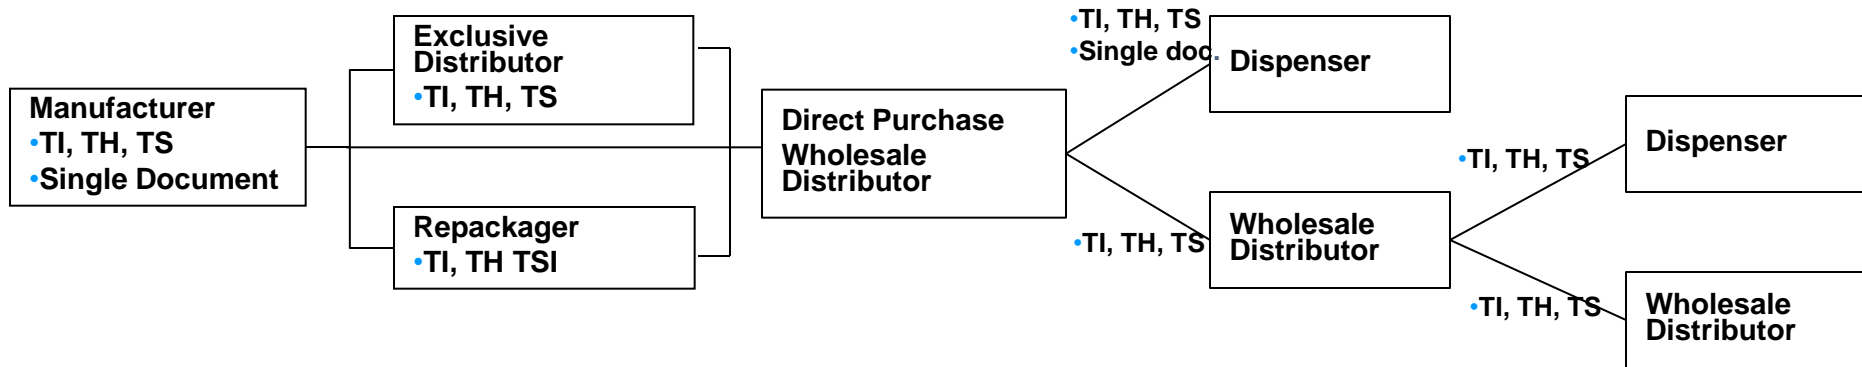 Manufacturer
•TI, TH, TS
•Single Document
Exclusive
Distributor
•TI, TH, TS
Repackager
•TI, TH TSI
Direct Purchase
Wholesale
Distributor
•TI, TH, TS
•Single doc.
Dispenser
•TI, TH, TS
Wholesale
Distributor
•TI, TH, TS
Dispenser
•TI, TH, TS
Wholesale
Distributor